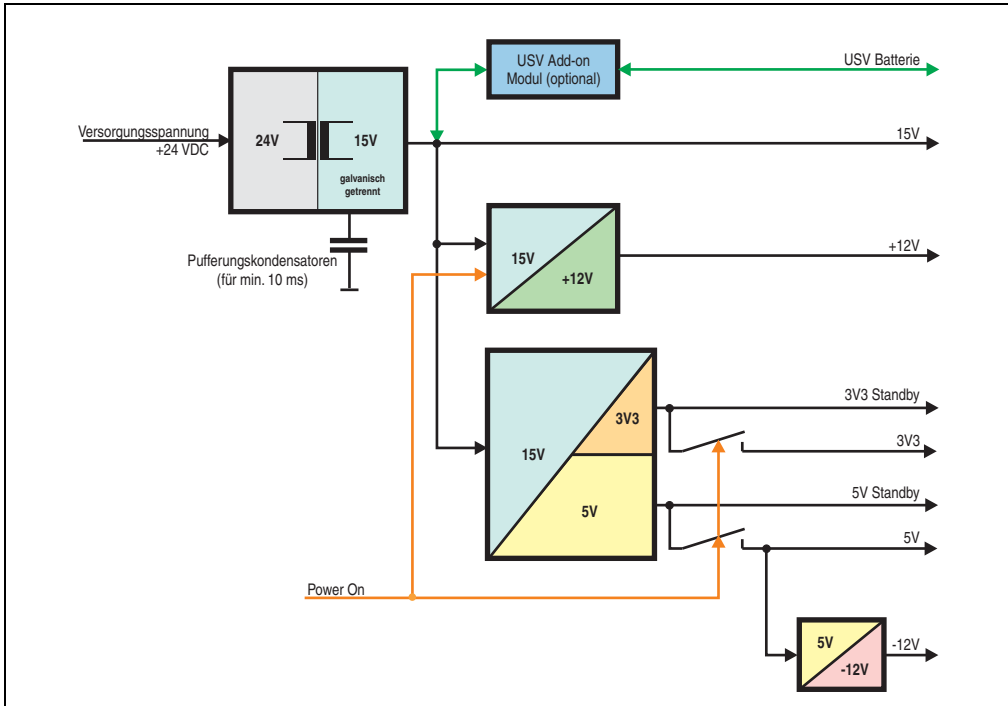 USV Add-on
Modul (optional)
USV Batterie
Versorgungsspannung
+24 VDC
24V
15V
galvanisch
getrennt
15V
Pufferungskondensatoren
(für min. 10 ms)
15V
+12V
+12V
15V
3V3
5V
3V3 Standby
3V3
5V Standby
5V
Power On
5V
-12V
-12V